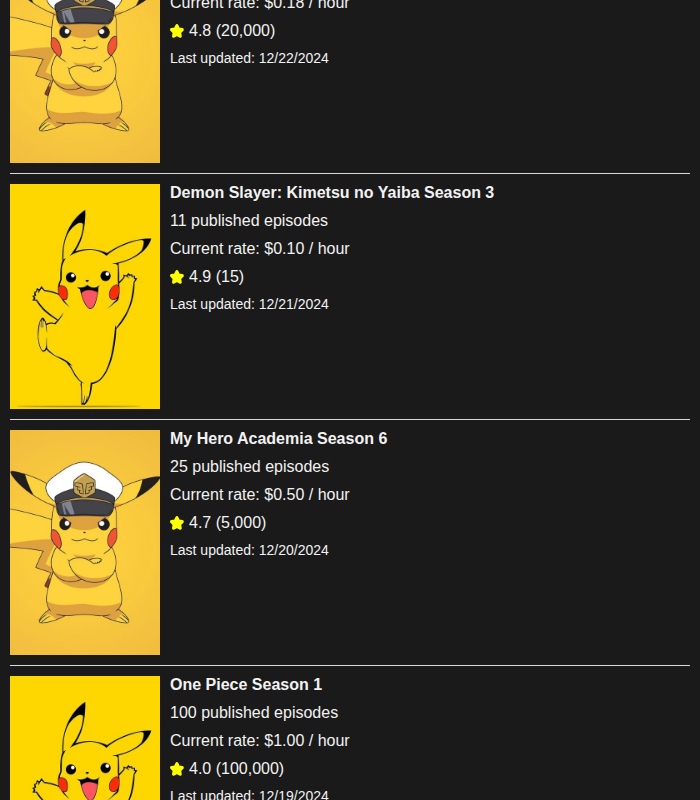 Current rate: $0.18 / hour
4.8 (20,000)
Last updated: 12/22/2024
Demon Slayer: Kimetsu no Yaiba Season 3
11 published episodes
Current rate: $0.10 / hour
4.9 (15)
Last updated: 12/21/2024
My Hero Academia Season 6
25 published episodes
Current rate: $0.50 / hour
4.7 (5,000)
Last updated: 12/20/2024
One Piece Season 1
100 published episodes
Current rate: $1.00 / hour
4.0 (100,000)
Last updated: 12/19/2024